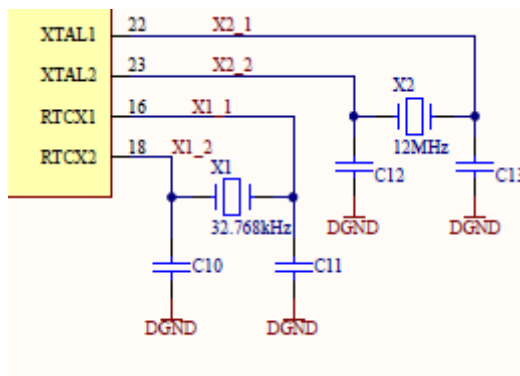 XTAL1 22 X2_1
XTAL2 23 X2_2
RTCX1 16 X1_1
RTCX2 18 X1_2
X2
12MHz
C12 C13
X1
32.768kHz
DGND DGND
C10 C11
DGND DGND